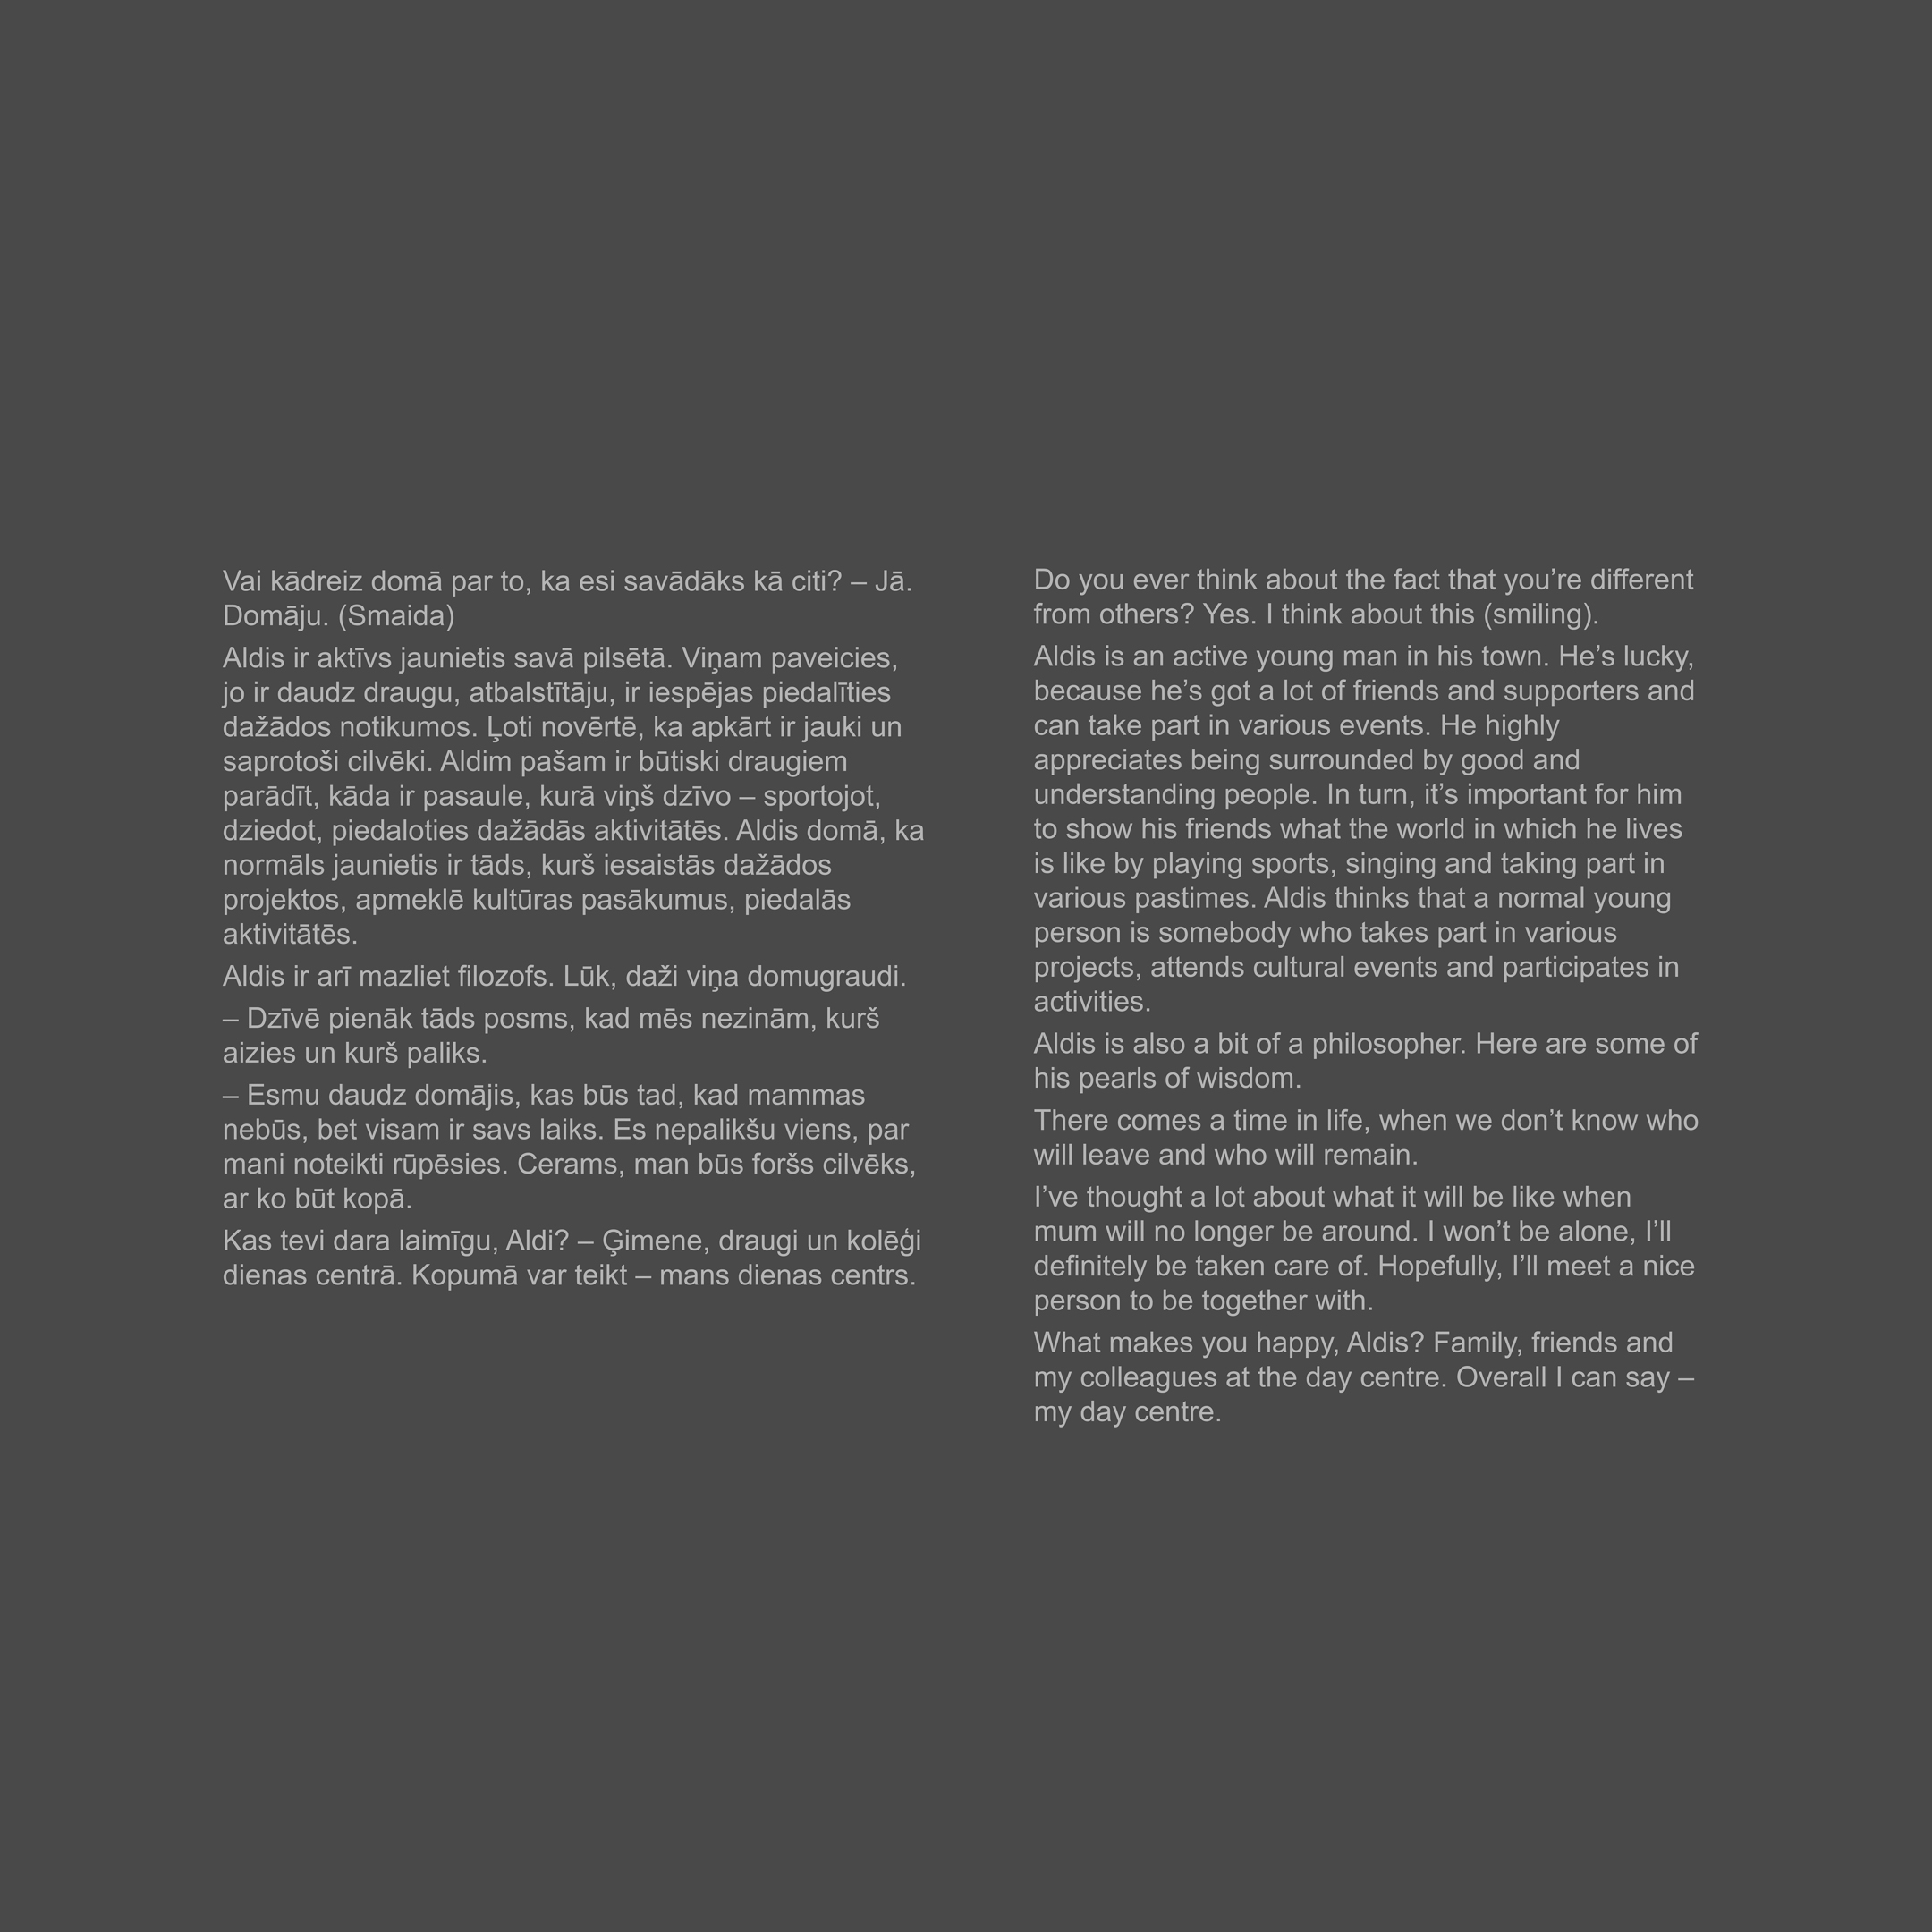 Vai kādreiz domā par to, ka esi savādāks kā citi? – Jā.
Domāju. (Smaida)
Aldis ir aktīvs jaunietis savā pilsētā. Viņam paveicies,
jo ir daudz draugu, atbalstītāju, ir iespējas piedalīties
dažādos notikumos. Ļoti novērtē, ka apkārt ir jauki un
saprotoši cilvēki. Aldim pašam ir būtiski draugiem
parādīt, kāda ir pasaule, kurā viņš dzīvo – sportojot,
dziedot, piedaloties dažādās aktivitātēs. Aldis domā, ka
normāls jaunietis ir tāds, kurš iesaistās dažādos
projektos, apmeklē kultūras pasākumus, piedalās
aktivitātēs.
Aldis ir arī mazliet filozofs. Lūk, daži viņa domugraudi.
– Dzīvē pienāk tāds posms, kad mēs nezinām, kurš
aizies un kurš paliks.
– Esmu daudz domājis, kas būs tad, kad mammas
nebūs, bet visam ir savs laiks. Es nepalikšu viens, par
mani noteikti rūpēsies. Cerams, man būs foršs cilvēks,
ar ko būt kopā.
Kas tevi dara laimīgu, Aldi? – Ģimene, draugi un kolēģi
dienas centrā. Kopumā var teikt – mans dienas centrs.
Do you ever think about the fact that you’re different
from others? Yes. I think about this (smiling).
Aldis is an active young man in his town. He’s lucky,
because he’s got a lot of friends and supporters and
can take part in various events. He highly
appreciates being surrounded by good and
understanding people. In turn, it’s important for him
to show his friends what the world in which he lives
is like by playing sports, singing and taking part in
various pastimes. Aldis thinks that a normal young
person is somebody who takes part in various
projects, attends cultural events and participates in
activities.
Aldis is also a bit of a philosopher. Here are some of
his pearls of wisdom.
There comes a time in life, when we don’t know who
will leave and who will remain.
I’ve thought a lot about what it will be like when
mum will no longer be around. I won’t be alone, I’ll
definitely be taken care of. Hopefully, I’ll meet a nice
person to be together with.
What makes you happy, Aldis? Family, friends and
my colleagues at the day centre. Overall I can say –
my day centre.